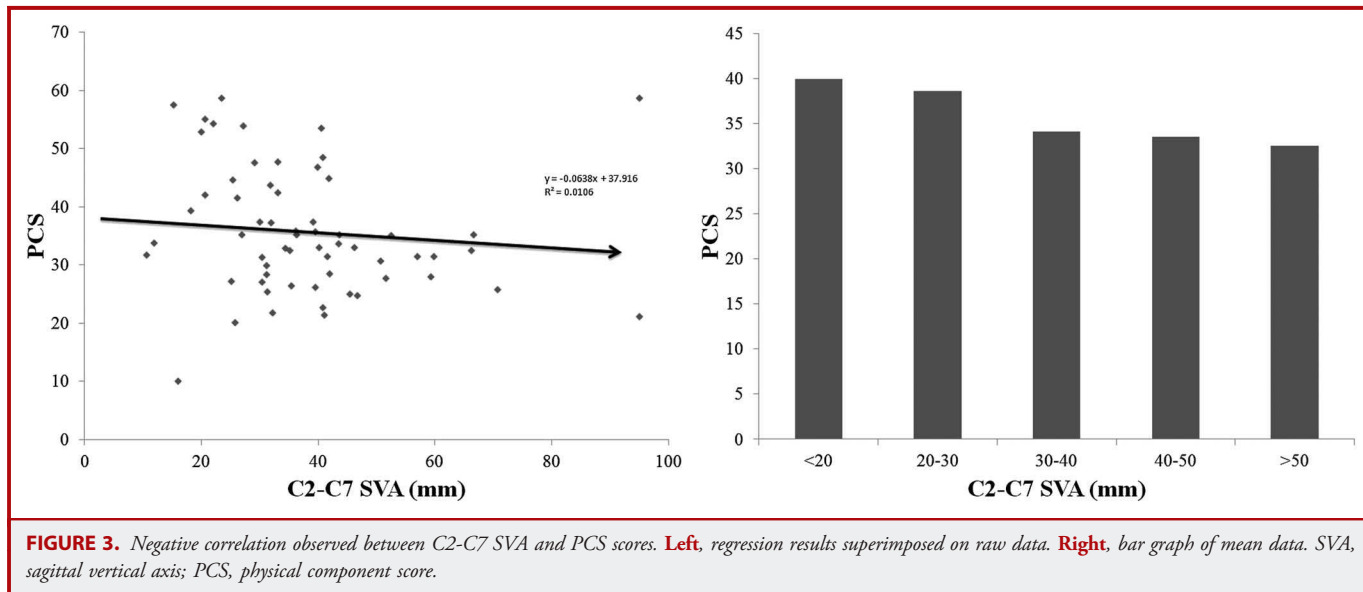 70
60
50
40
30
20
10
0
PCS
y = -0.0638x + 37.916
R² = 0.0106
0 20 40 60 80 100
C2-C7 SVA (mm)
45
40
35
30
25
20
15
10
5
0
PCS
<20 20-30 30-40 40-50 >50
C2-C7 SVA (mm)
FIGURE 3. Negative correlation observed between C2-C7 SVA and PCS scores. Left, regression results superimposed on raw data. Right, bar graph of mean data. SVA,
sagittal vertical axis; PCS, physical component score.